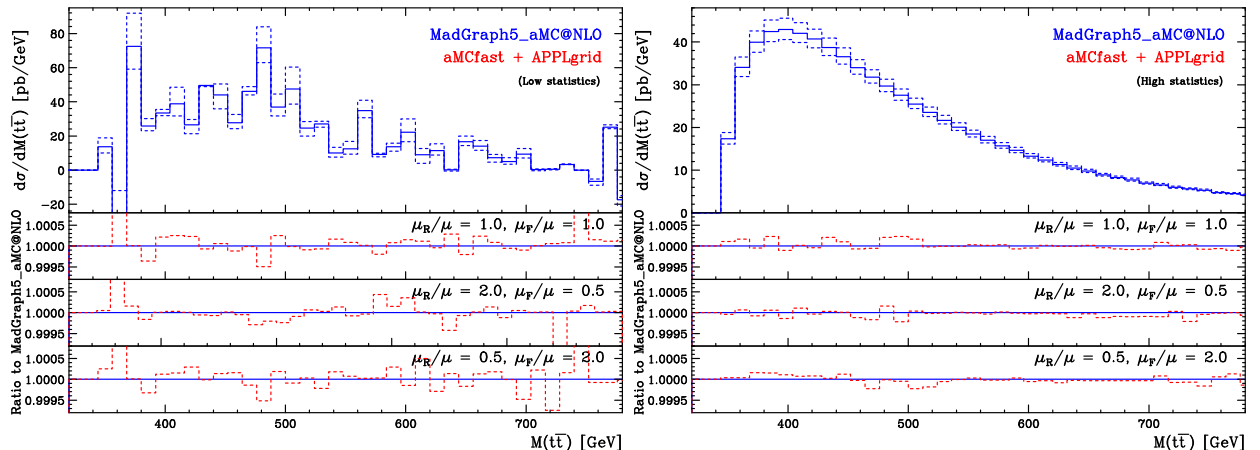 dσ/dM(tt̅) [pb/GeV]
80
60
40
20
0
−20
MadGraph5_aMC@NLO
aMCfast + APPLgrid
(Low statistics)
Ratio to MadGraph5_aMC@NLO
1.0005
1.0000
0.9995
μR/μ = 1.0, μF/μ = 1.0
1.0005
1.0000
0.9995
μR/μ = 2.0, μF/μ = 0.5
1.0005
1.0000
0.9995
μR/μ = 0.5, μF/μ = 2.0
400
500
600
700
M(tt̅) [GeV]
dσ/dM(tt̅) [pb/GeV]
40
30
20
10
0
MadGraph5_aMC@NLO
aMCfast + APPLgrid
(High statistics)
Ratio to MadGraph5_aMC@NLO
1.0005
1.0000
0.9995
μR/μ = 1.0, μF/μ = 1.0
1.0005
1.0000
0.9995
μR/μ = 2.0, μF/μ = 0.5
1.0005
1.0000
0.9995
μR/μ = 0.5, μF/μ = 2.0
400
500
600
700
M(tt̅) [GeV]